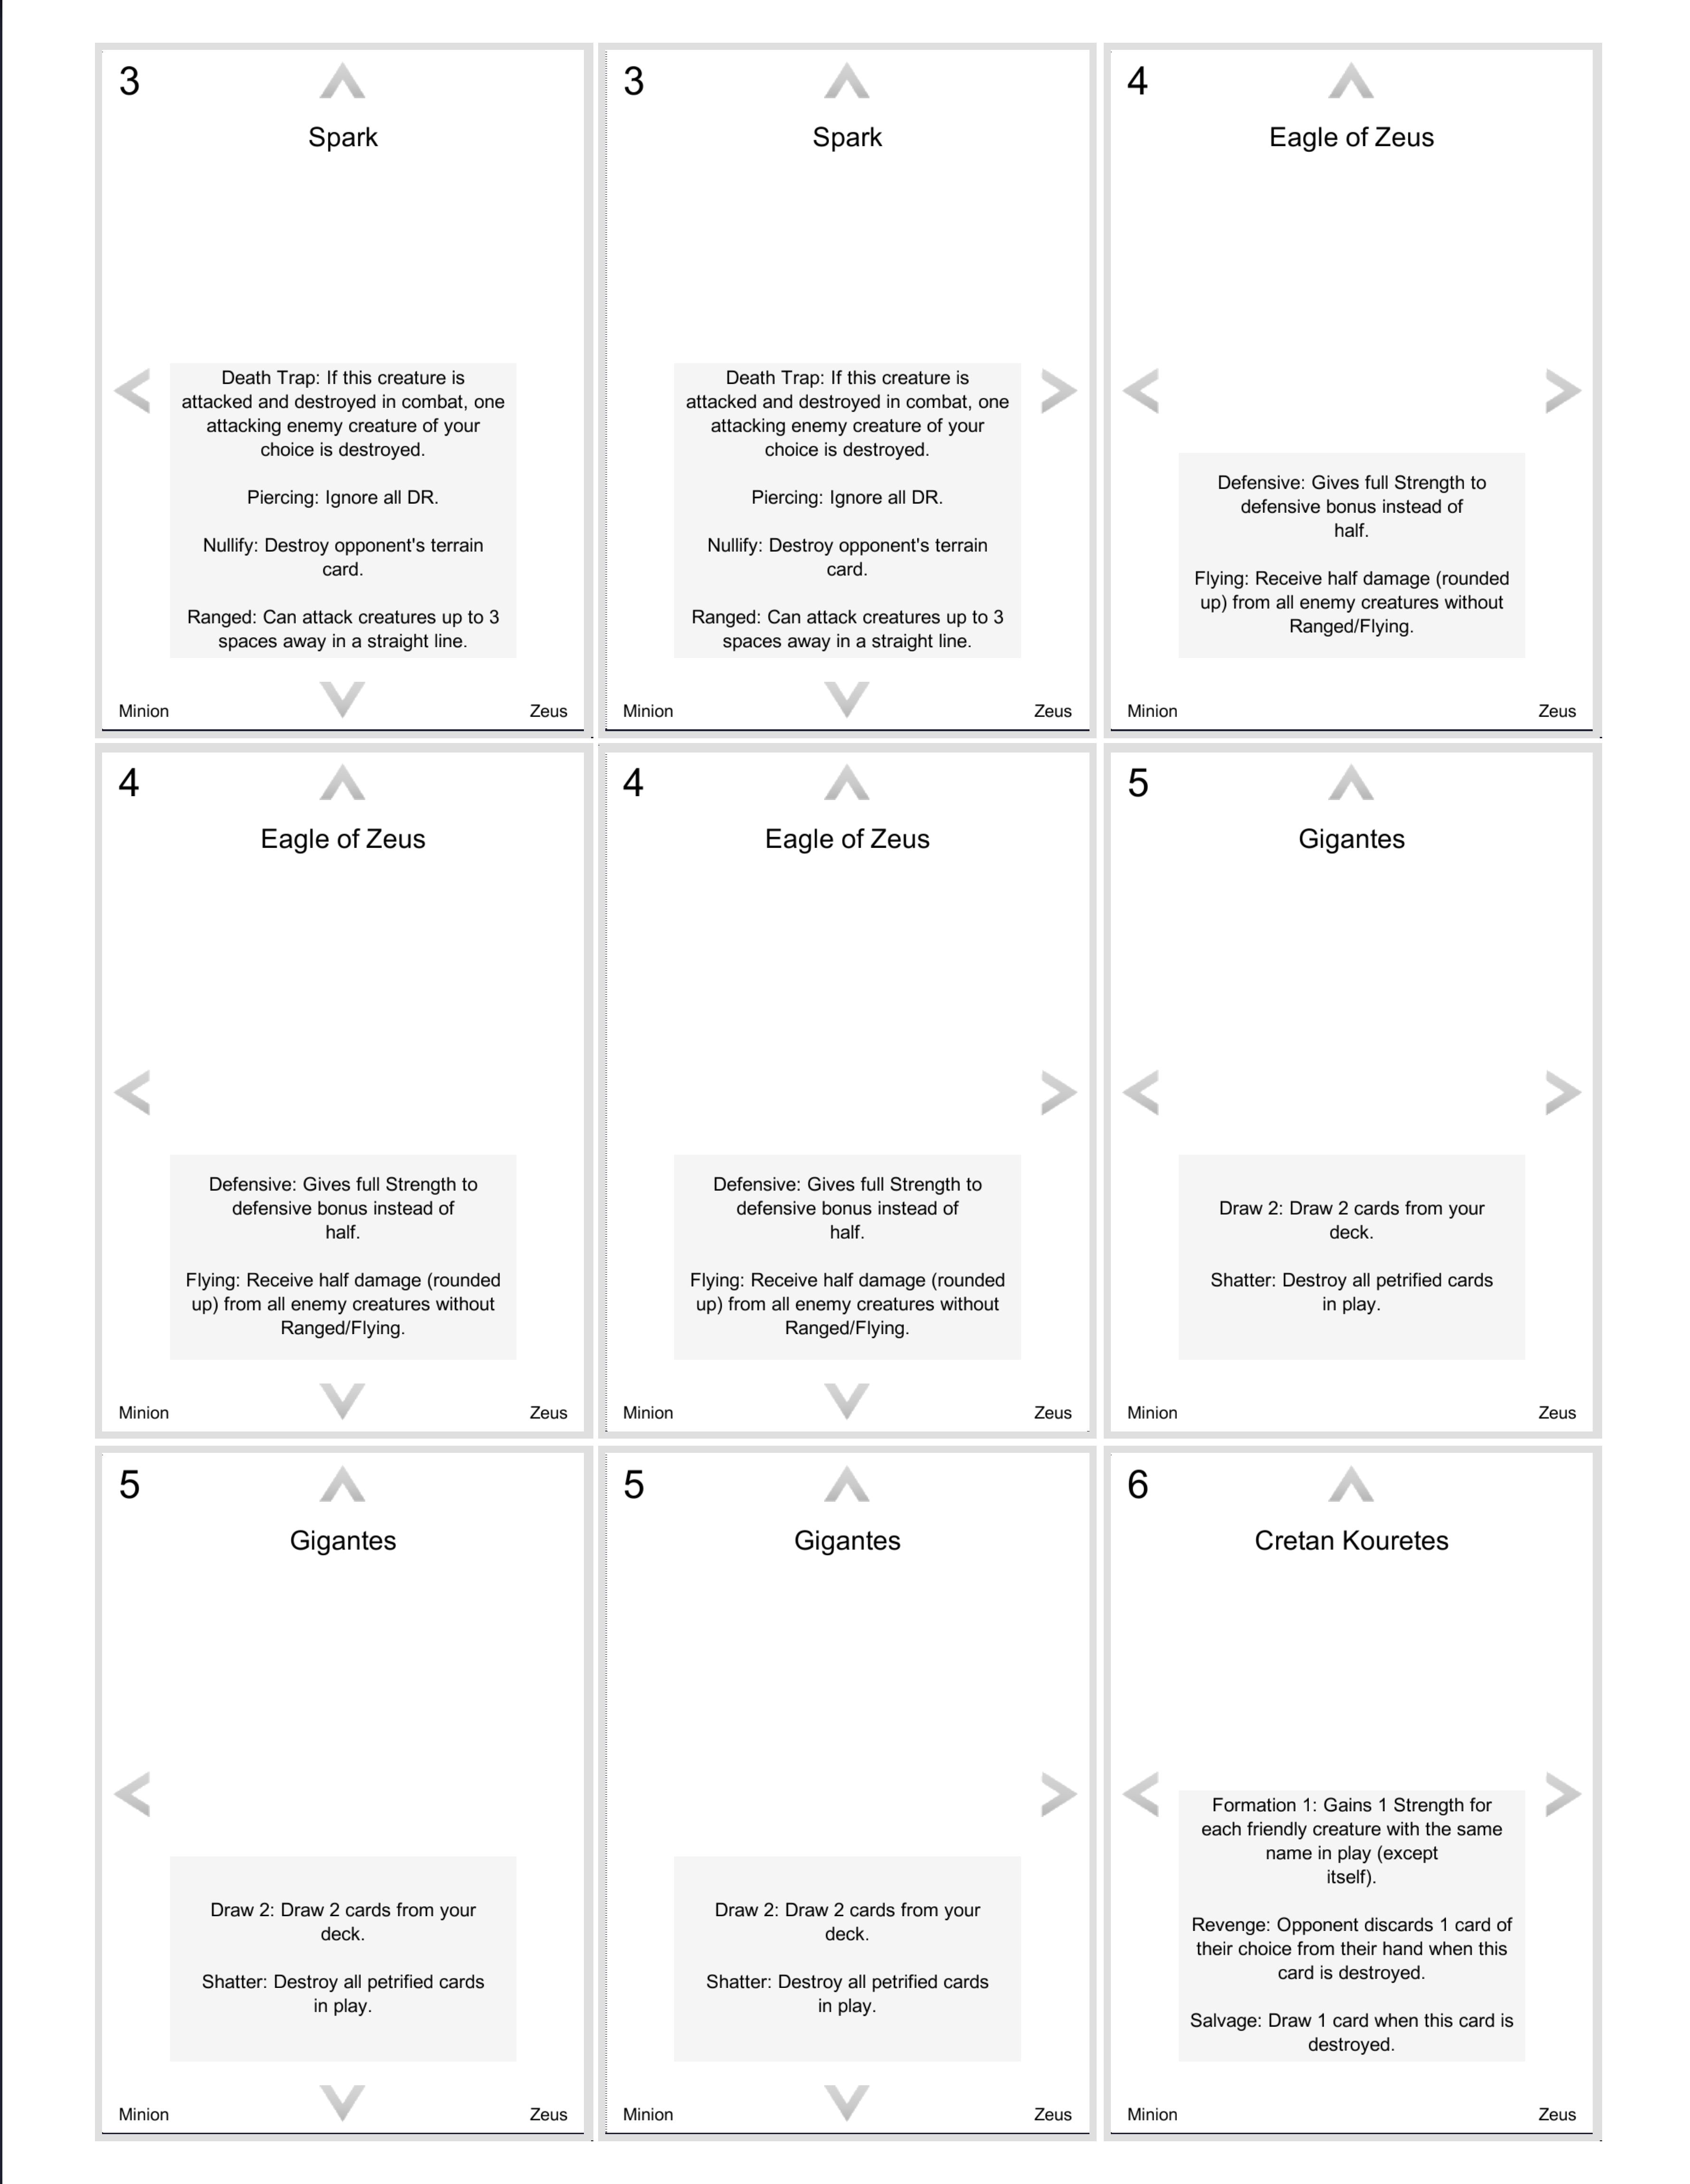 3
Spark
Death Trap: If this creature is
attacked and destroyed in combat, one
attacking enemy creature of your
choice is destroyed.
Piercing: Ignore all DR.
Nullify: Destroy opponent's terrain
card.
Ranged: Can attack creatures up to 3
spaces away in a straight line.
Minion
Zeus
3
Spark
Death Trap: If this creature is
attacked and destroyed in combat, one
attacking enemy creature of your
choice is destroyed.
Piercing: Ignore all DR.
Nullify: Destroy opponent's terrain
card.
Ranged: Can attack creatures up to 3
spaces away in a straight line.
Minion
Zeus
4
Eagle of Zeus
Defensive: Gives full Strength to
defensive bonus instead of
half.
Flying: Receive half damage (rounded
up) from all enemy creatures without
Ranged/Flying.
Minion
Zeus
4
Eagle of Zeus
Defensive: Gives full Strength to
defensive bonus instead of
half.
Flying: Receive half damage (rounded
up) from all enemy creatures without
Ranged/Flying.
Minion
Zeus
4
Eagle of Zeus
Defensive: Gives full Strength to
defensive bonus instead of
half.
Flying: Receive half damage (rounded
up) from all enemy creatures without
Ranged/Flying.
Minion
Zeus
5
Gigantes
Draw 2: Draw 2 cards from your
deck.
Shatter: Destroy all petrified cards
in play.
Minion
Zeus
5
Gigantes
Draw 2: Draw 2 cards from your
deck.
Shatter: Destroy all petrified cards
in play.
Minion
Zeus
5
Gigantes
Draw 2: Draw 2 cards from your
deck.
Shatter: Destroy all petrified cards
in play.
Minion
Zeus
6
Cretan Kouretes
Formation 1: Gains 1 Strength for
each friendly creature with the same
name in play (except
itself).
Revenge: Opponent discards 1 card of
their choice from their hand when this
card is destroyed.
Salvage: Draw 1 card when this card is
destroyed.
Minion
Zeus